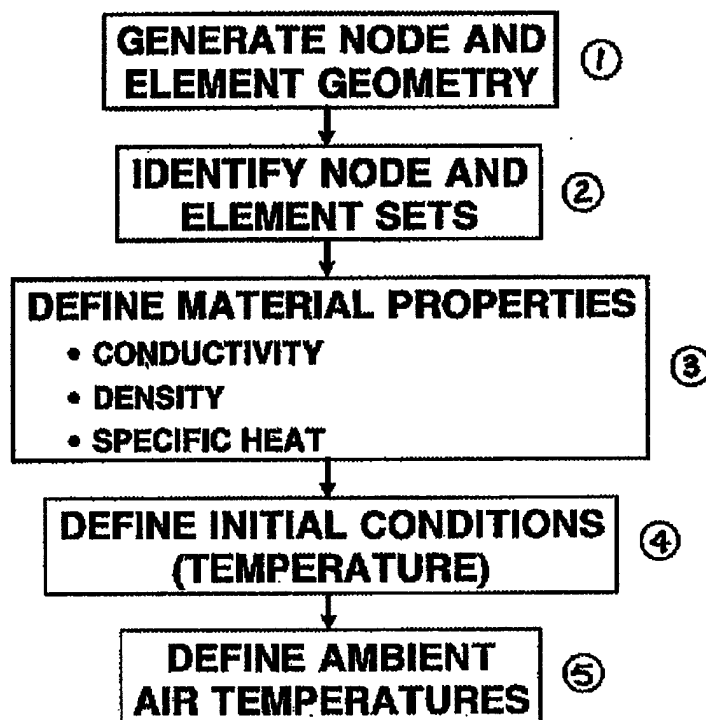 GENERATE NODE AND
ELEMENT GEOMETRY
①
IDENTIFY NODE AND
ELEMENT SETS
②
DEFINE MATERIAL PROPERTIES
• CONDUCTIVITY
• DENSITY
• SPECIFIC HEAT
③
DEFINE INITIAL CONDITIONS
(TEMPERATURE)
④
DEFINE AMBIENT
AIR TEMPERATURES
⑤